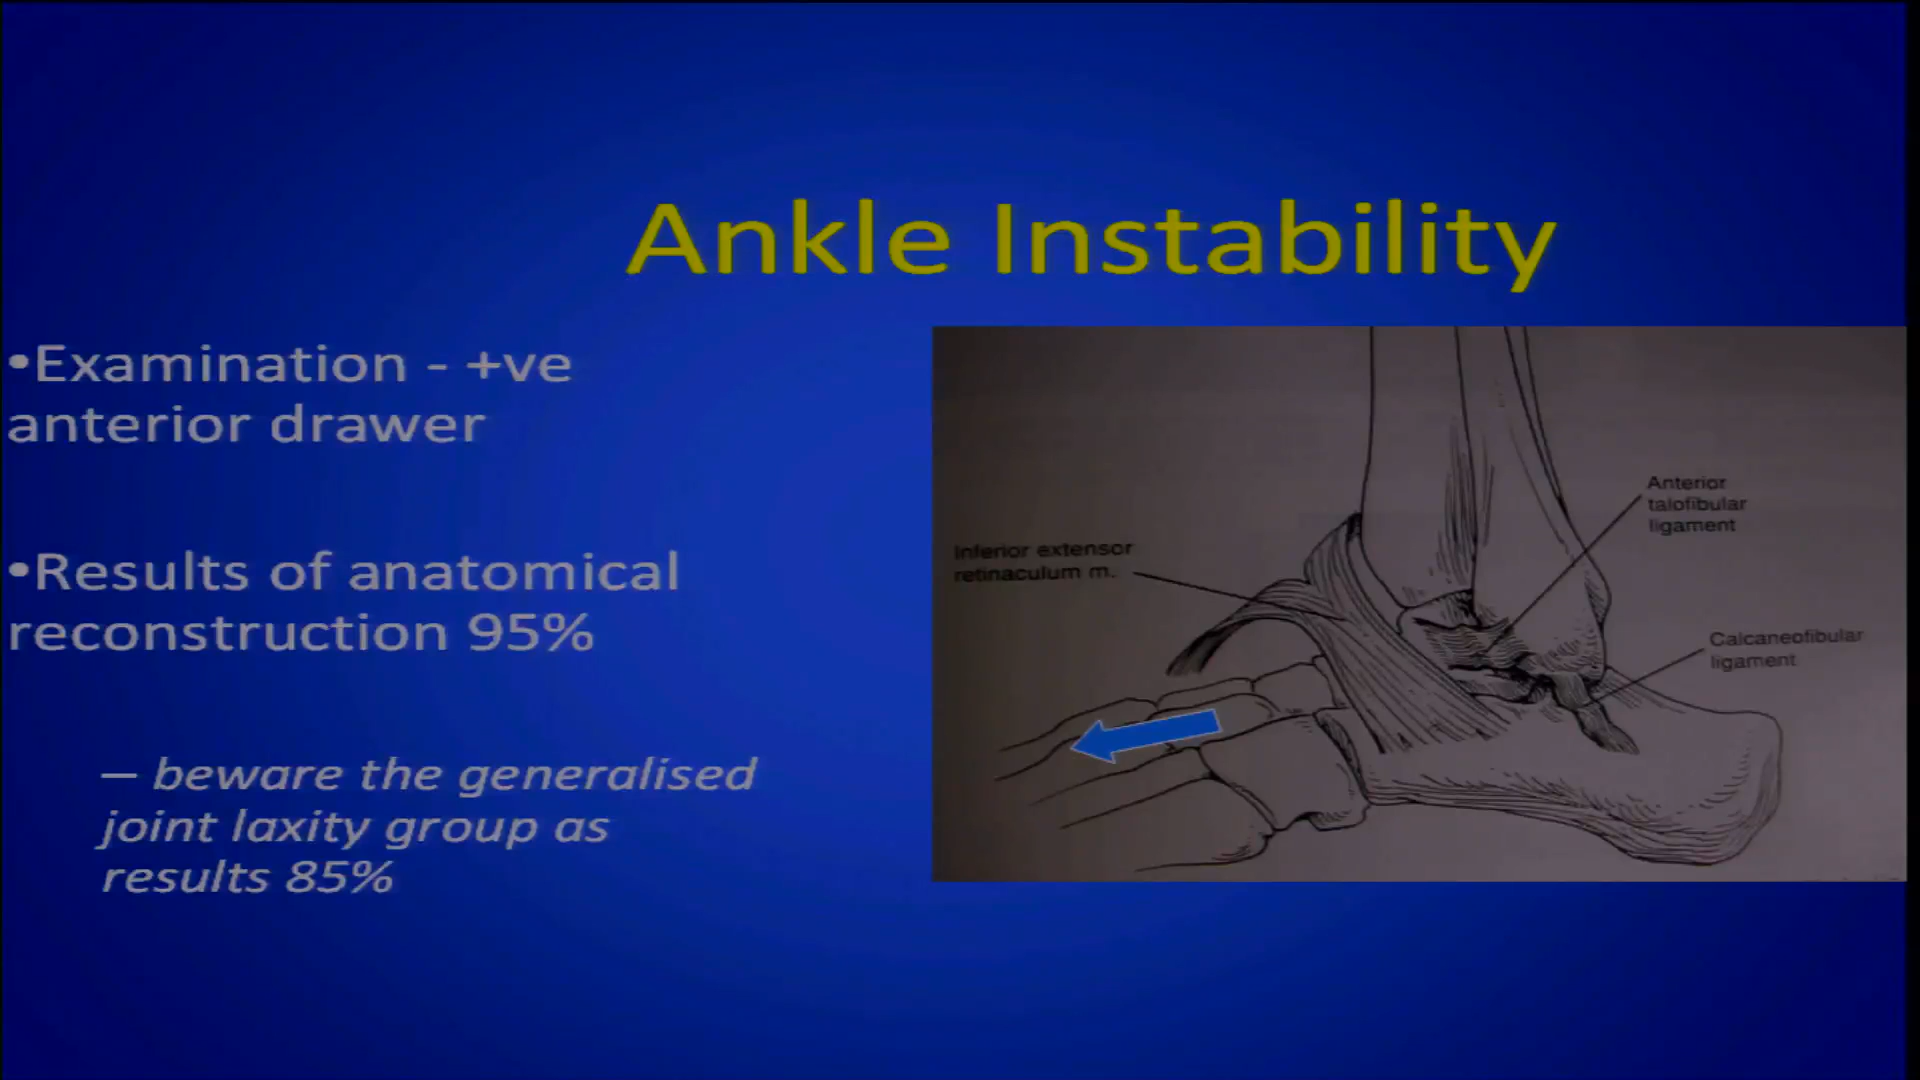 Ankle Instability
•Examination - +ve
anterior drawer
•Results of anatomical
reconstruction 95%
– beware the generalised
joint laxity group as
results 85%
Inferior extensor
retinaculum m.
Anterior
talofibular
ligament
Calcaneofibular
ligament